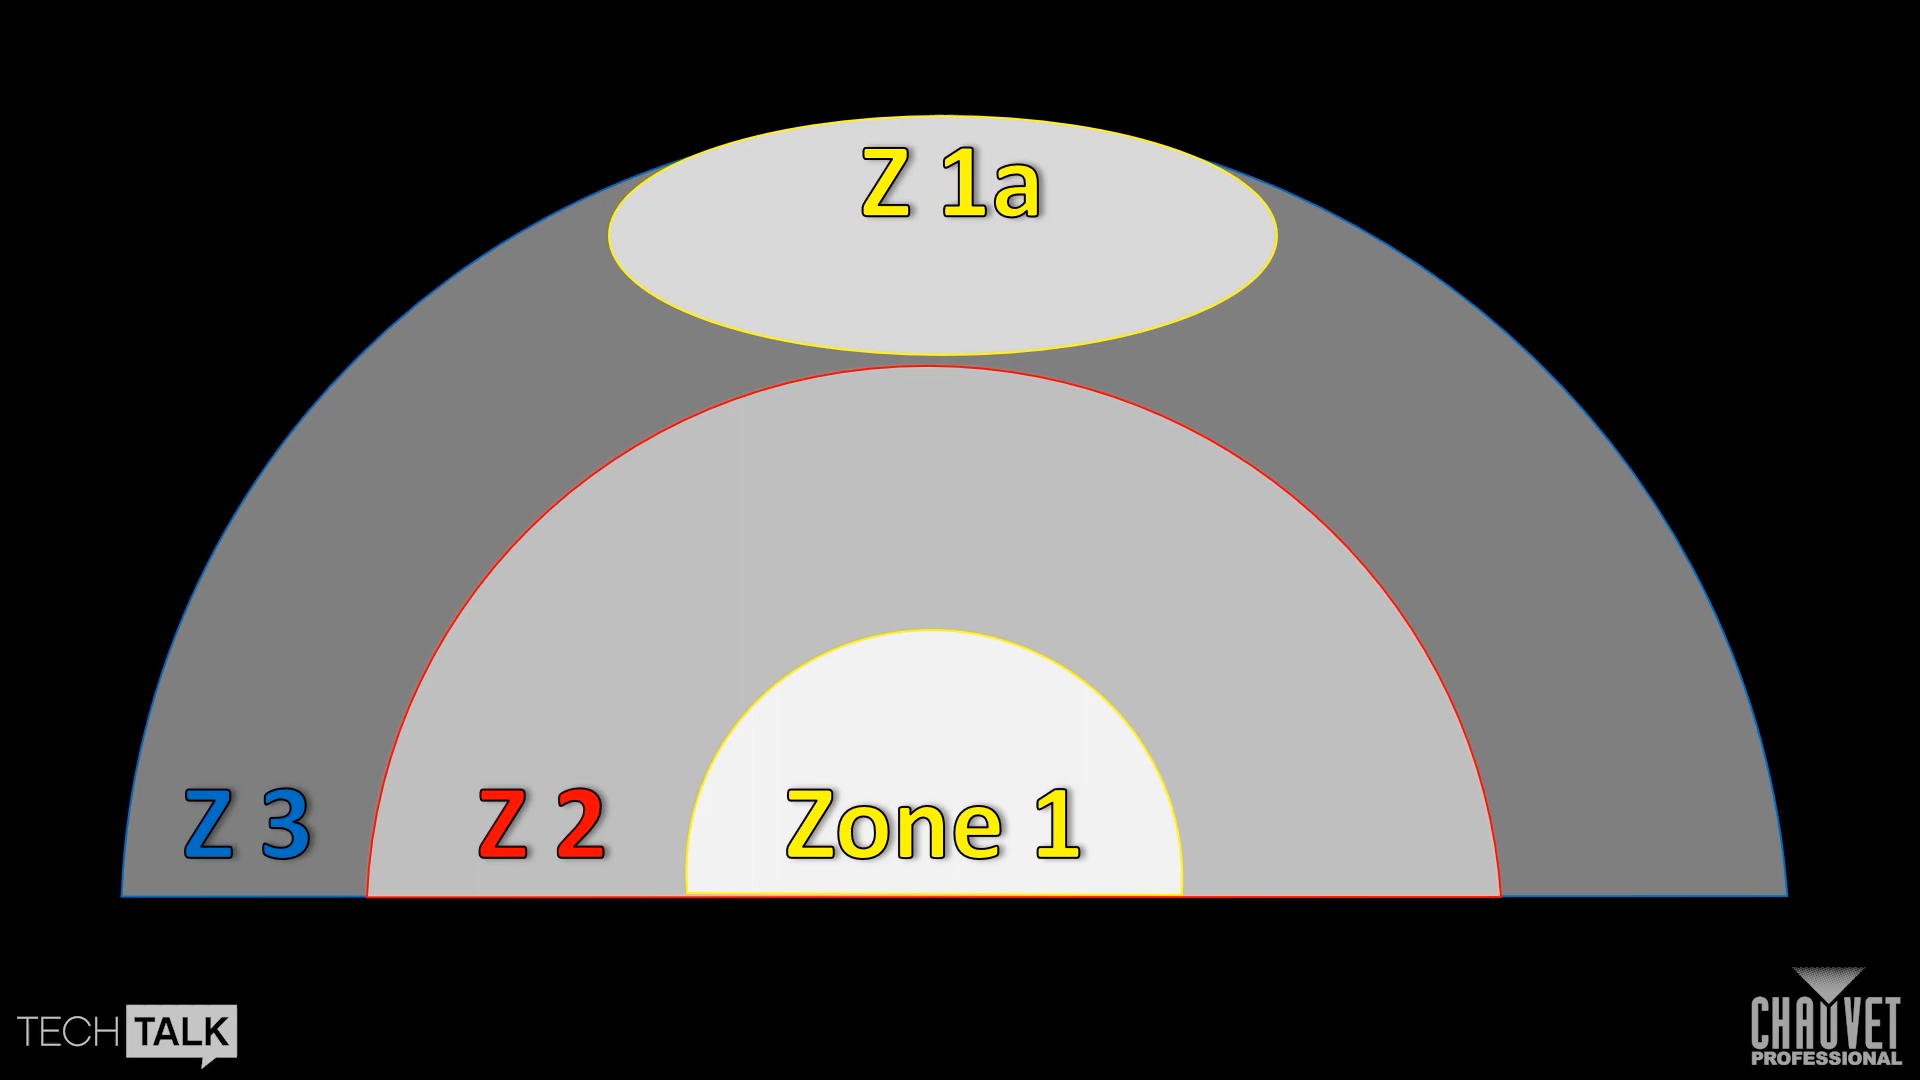 Z 1a
Z 3
Z 2
Zone 1
TECH TALK
CHAUVET
PROFESSIONAL